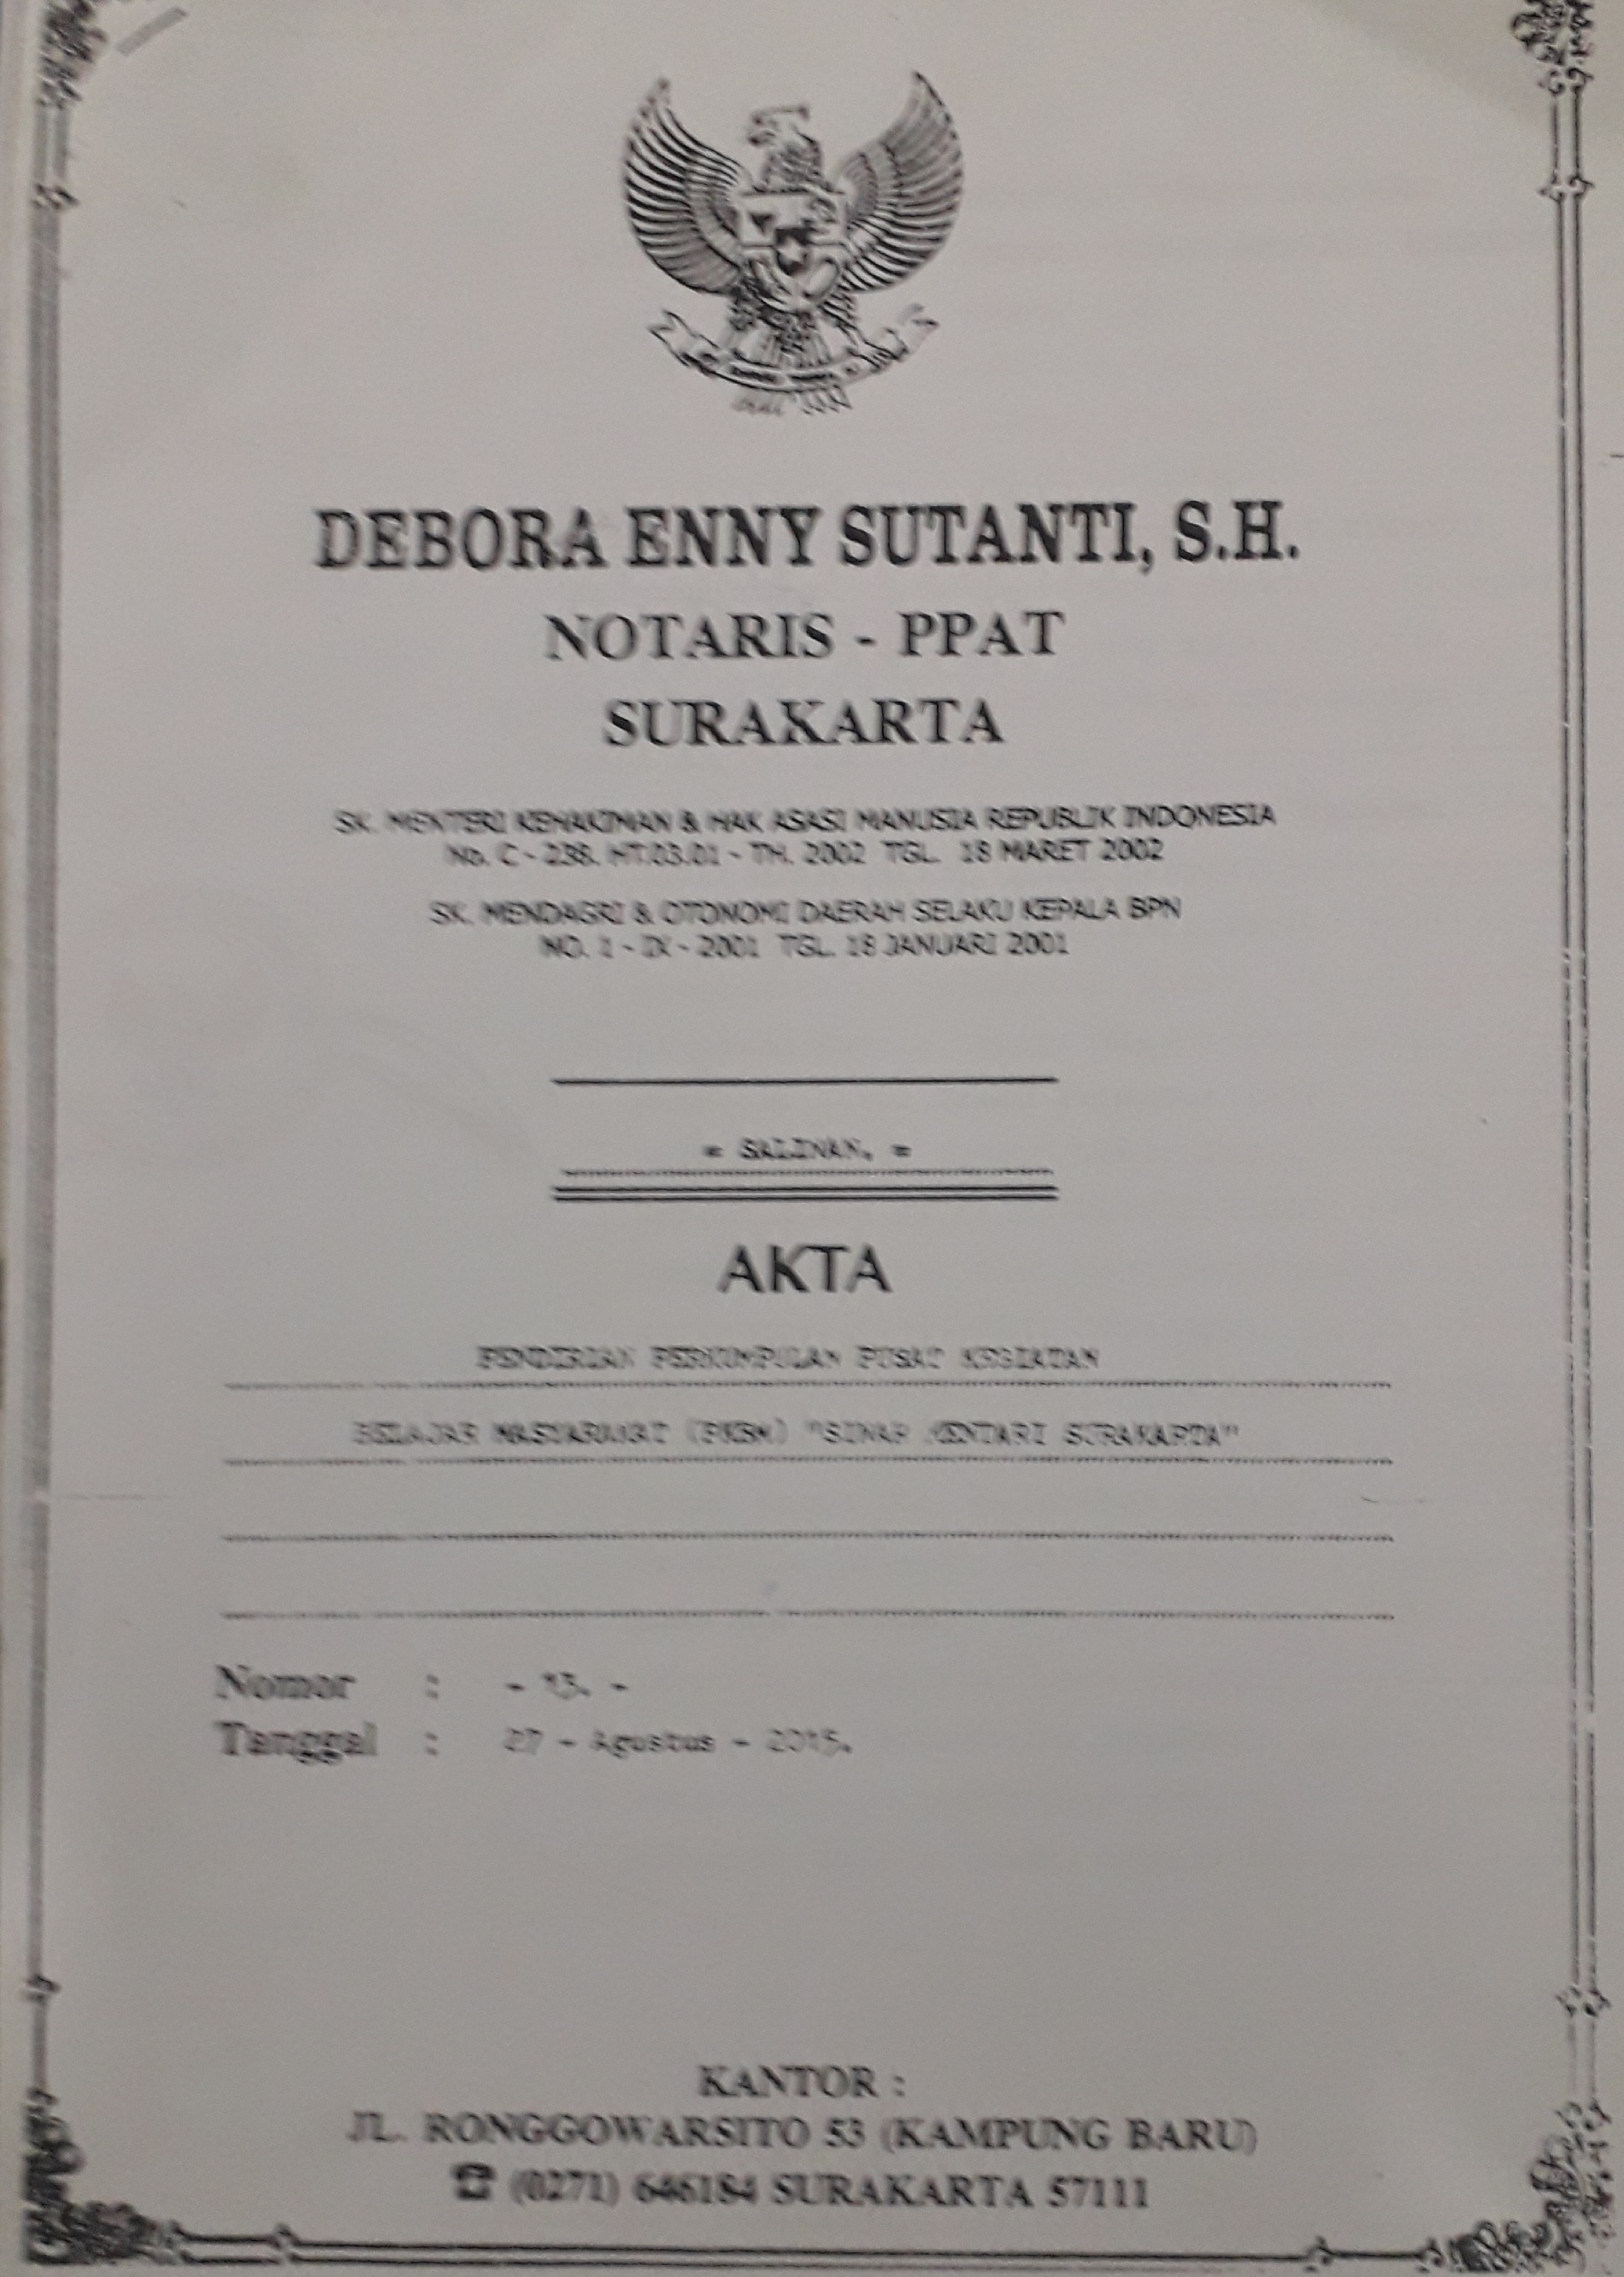 DEBORA ENNY SUTANTI, S.H.
NOTARIS - PPAT
SURAKARTA
SK. MENTERI KEHAKIMAN & HAK ASASI MANUSIA REPUBLIK INDONESIA
No. C - 238. HT.03.01 - TH. 2002 TGL. 18 MARET 2002
SK. MENDAGRI & OTONOMI DAERAH SELAKU KEPALA BPN
NO. 1 - IX - 2001 TGL. 18 JANUARI 2001
= SALINAN. =
AKTA
PENDIRIAN PERKUMPULAN PUSAT KEGIATAN
BELAJAR MASYARAKAT (PKBM) "SINAR MENTARI SURAKARTA"
Nomor : - 13. -
Tanggal : 27 - Agustus - 2015.
KANTOR :
JL. RONGGOWARSITO 53 (KAMPUNG BARU)
☎ (0271) 646184 SURAKARTA 57111